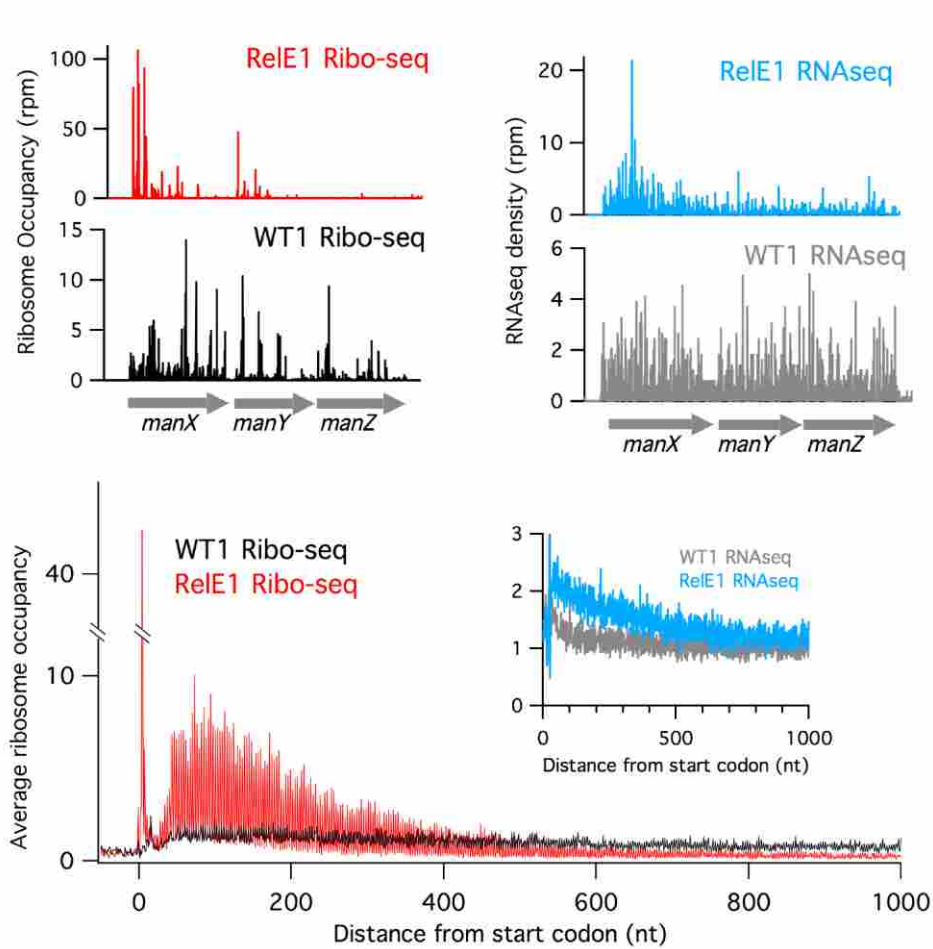 RelE1 Ribo-seq
Ribosome Occupancy (rpm)
100
50
0
WT1 Ribo-seq
15
10
5
0
manX manY manZ
RelE1 RNAseq
RNAseq density (rpm)
20
10
0
WT1 RNAseq
6
4
2
0
manX manY manZ
Average ribosome occupancy
40
10
0
WT1 Ribo-seq
RelE1 Ribo-seq
0 200 400 600 800 1000
Distance from start codon (nt)
3
2
1
0
WT1 RNAseq
RelE1 RNAseq
0 500 1000
Distance from start codon (nt)